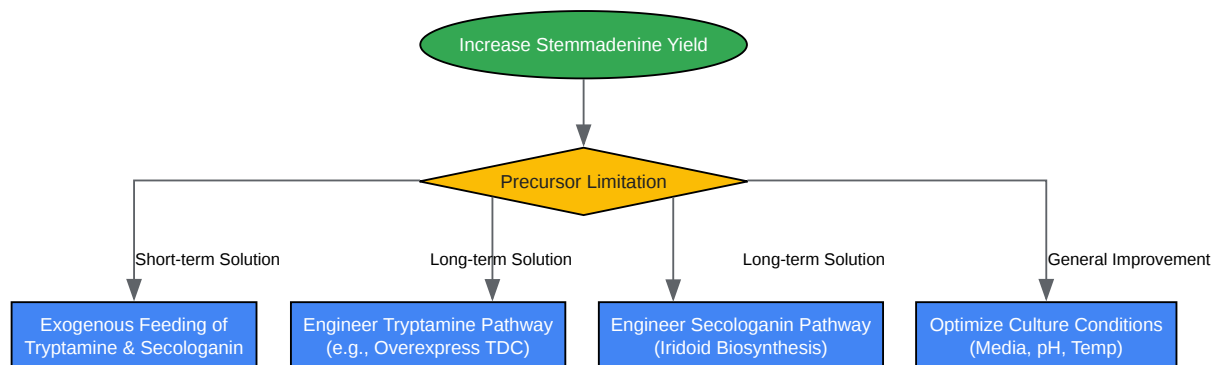 Increase Stemmadenine Yield
Precursor Limitation
Short-term Solution
Long-term Solution
Long-term Solution
General Improvement
Exogenous Feeding of
Tryptamine & Secologanin
Engineer Tryptamine Pathway
(e.g., Overexpress TDC)
Engineer Secologanin Pathway
(Iridoid Biosynthesis)
Optimize Culture Conditions
(Media, pH, Temp)